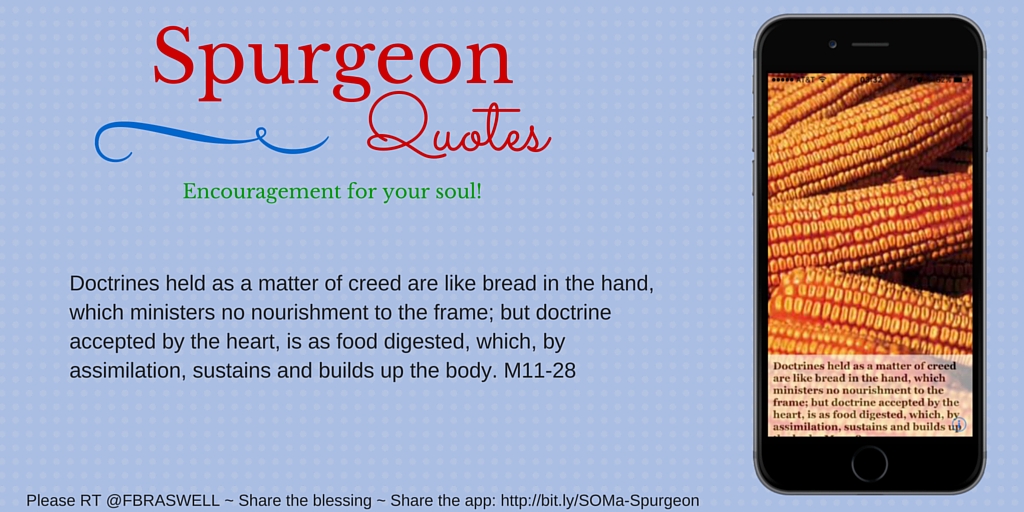 Spurgeon
Quotes
Encouragement for your soul!
Doctrines held as a matter of creed are like bread in the hand,
which ministers no nourishment to the frame; but doctrine
accepted by the heart, is as food digested, which, by
assimilation, sustains and builds up the body. M11-28
Please RT @FBRASWELL ~ Share the blessing ~ Share the app: http://bit.ly/SOMa-Spurgeon
AT&T
Doctrines held as a matter of creed
are like bread in the hand, which
ministers no nourishment to the
frame; but doctrine accepted by the
heart, is as food digested, which, by
assimilation, sustains and builds up